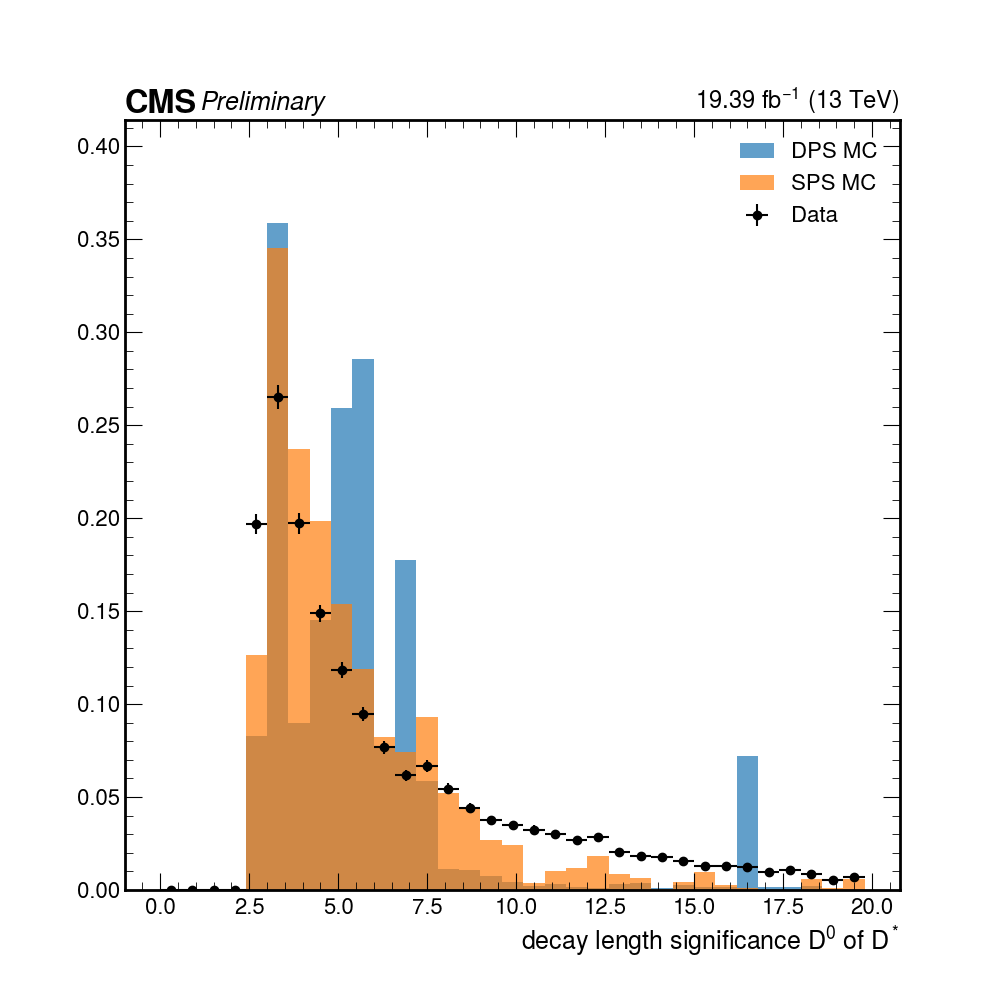 CMS Preliminary 19.39 fb⁻¹ (13 TeV)
DPS MC
SPS MC
Data
0.40
0.35
0.30
0.25
0.20
0.15
0.10
0.05
0.00
0.0 2.5 5.0 7.5 10.0 12.5 15.0 17.5 20.0
decay length significance D⁰ of D*